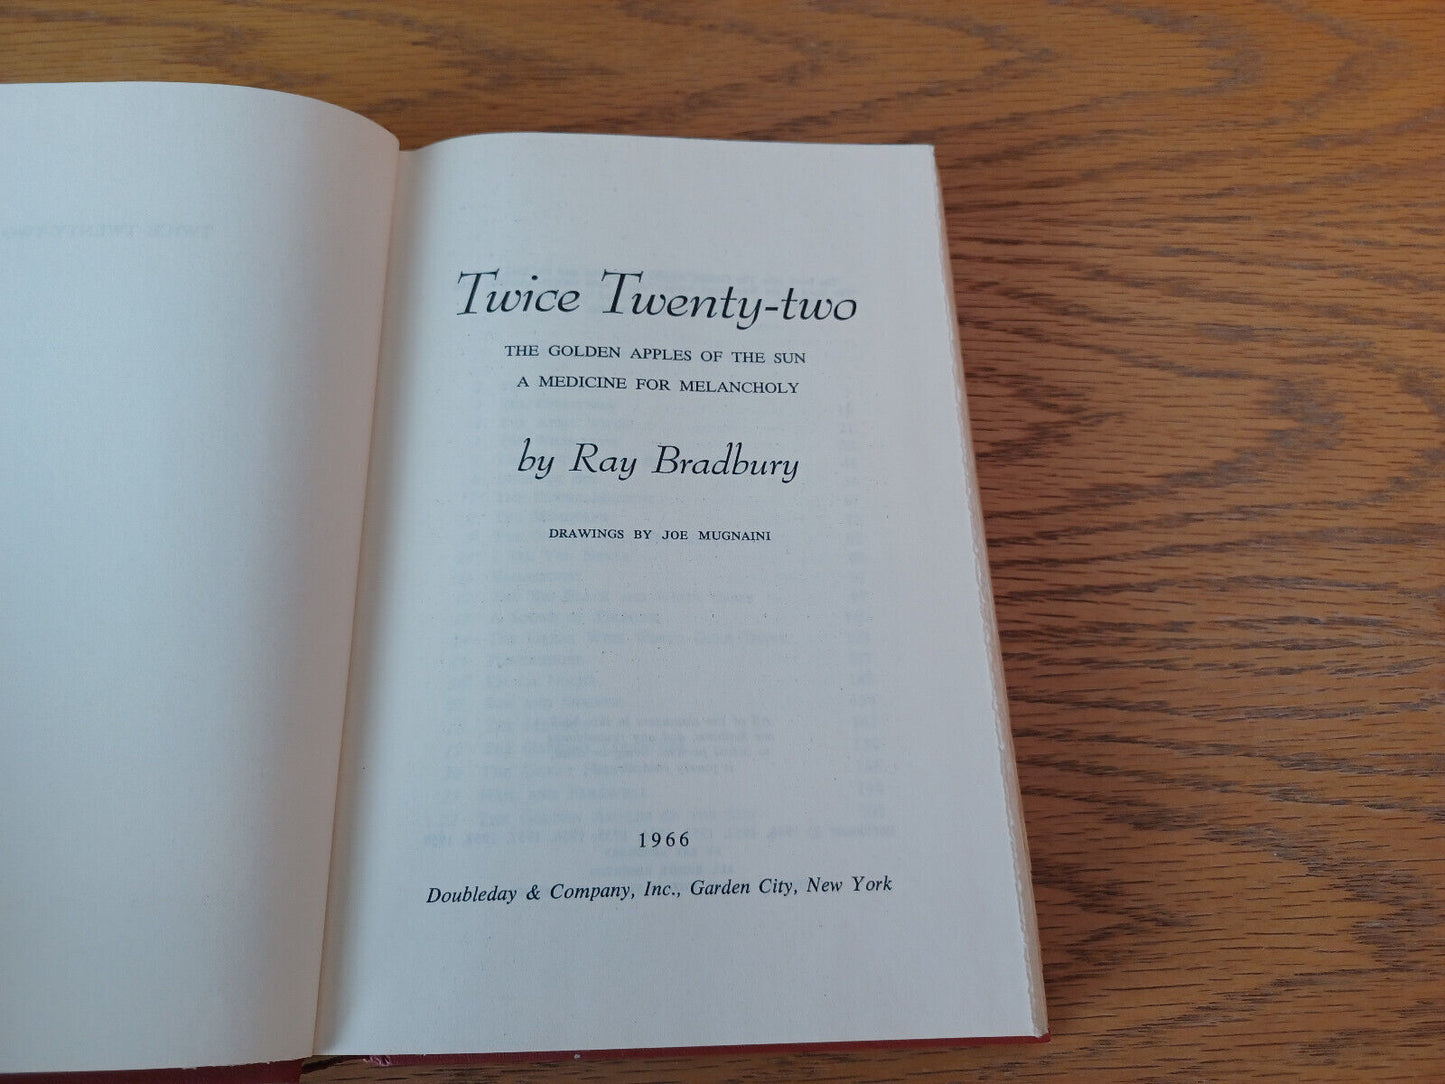 Twice Twenty-two
THE GOLDEN APPLES OF THE SUN
A MEDICINE FOR MELANCHOLY
by Ray Bradbury
DRAWINGS BY JOE MUGNAINI
1966
Doubleday & Company, Inc., Garden City, New York